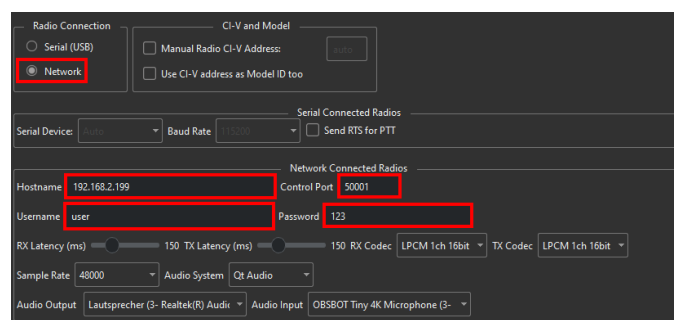 Radio Connection CI-V and Model
Serial (USB) Manual Radio CI-V Address: auto
Network Use CI-V address as Model ID too
Serial Connected Radios
Serial Device: Auto Baud Rate 115200 Send RTS for PTT
Network Connected Radios
Hostname 192.168.2.199 Control Port 50001
Username user Password 123
RX Latency (ms) 150 TX Latency (ms) 150 RX Codec LPCM 1ch 16bit TX Codec LPCM 1ch 16bit
Sample Rate 48000 Audio System Qt Audio
Audio Output Lautsprecher (3- Realtek(R) Audic Audio Input OBSBOT Tiny 4K Microphone (3-